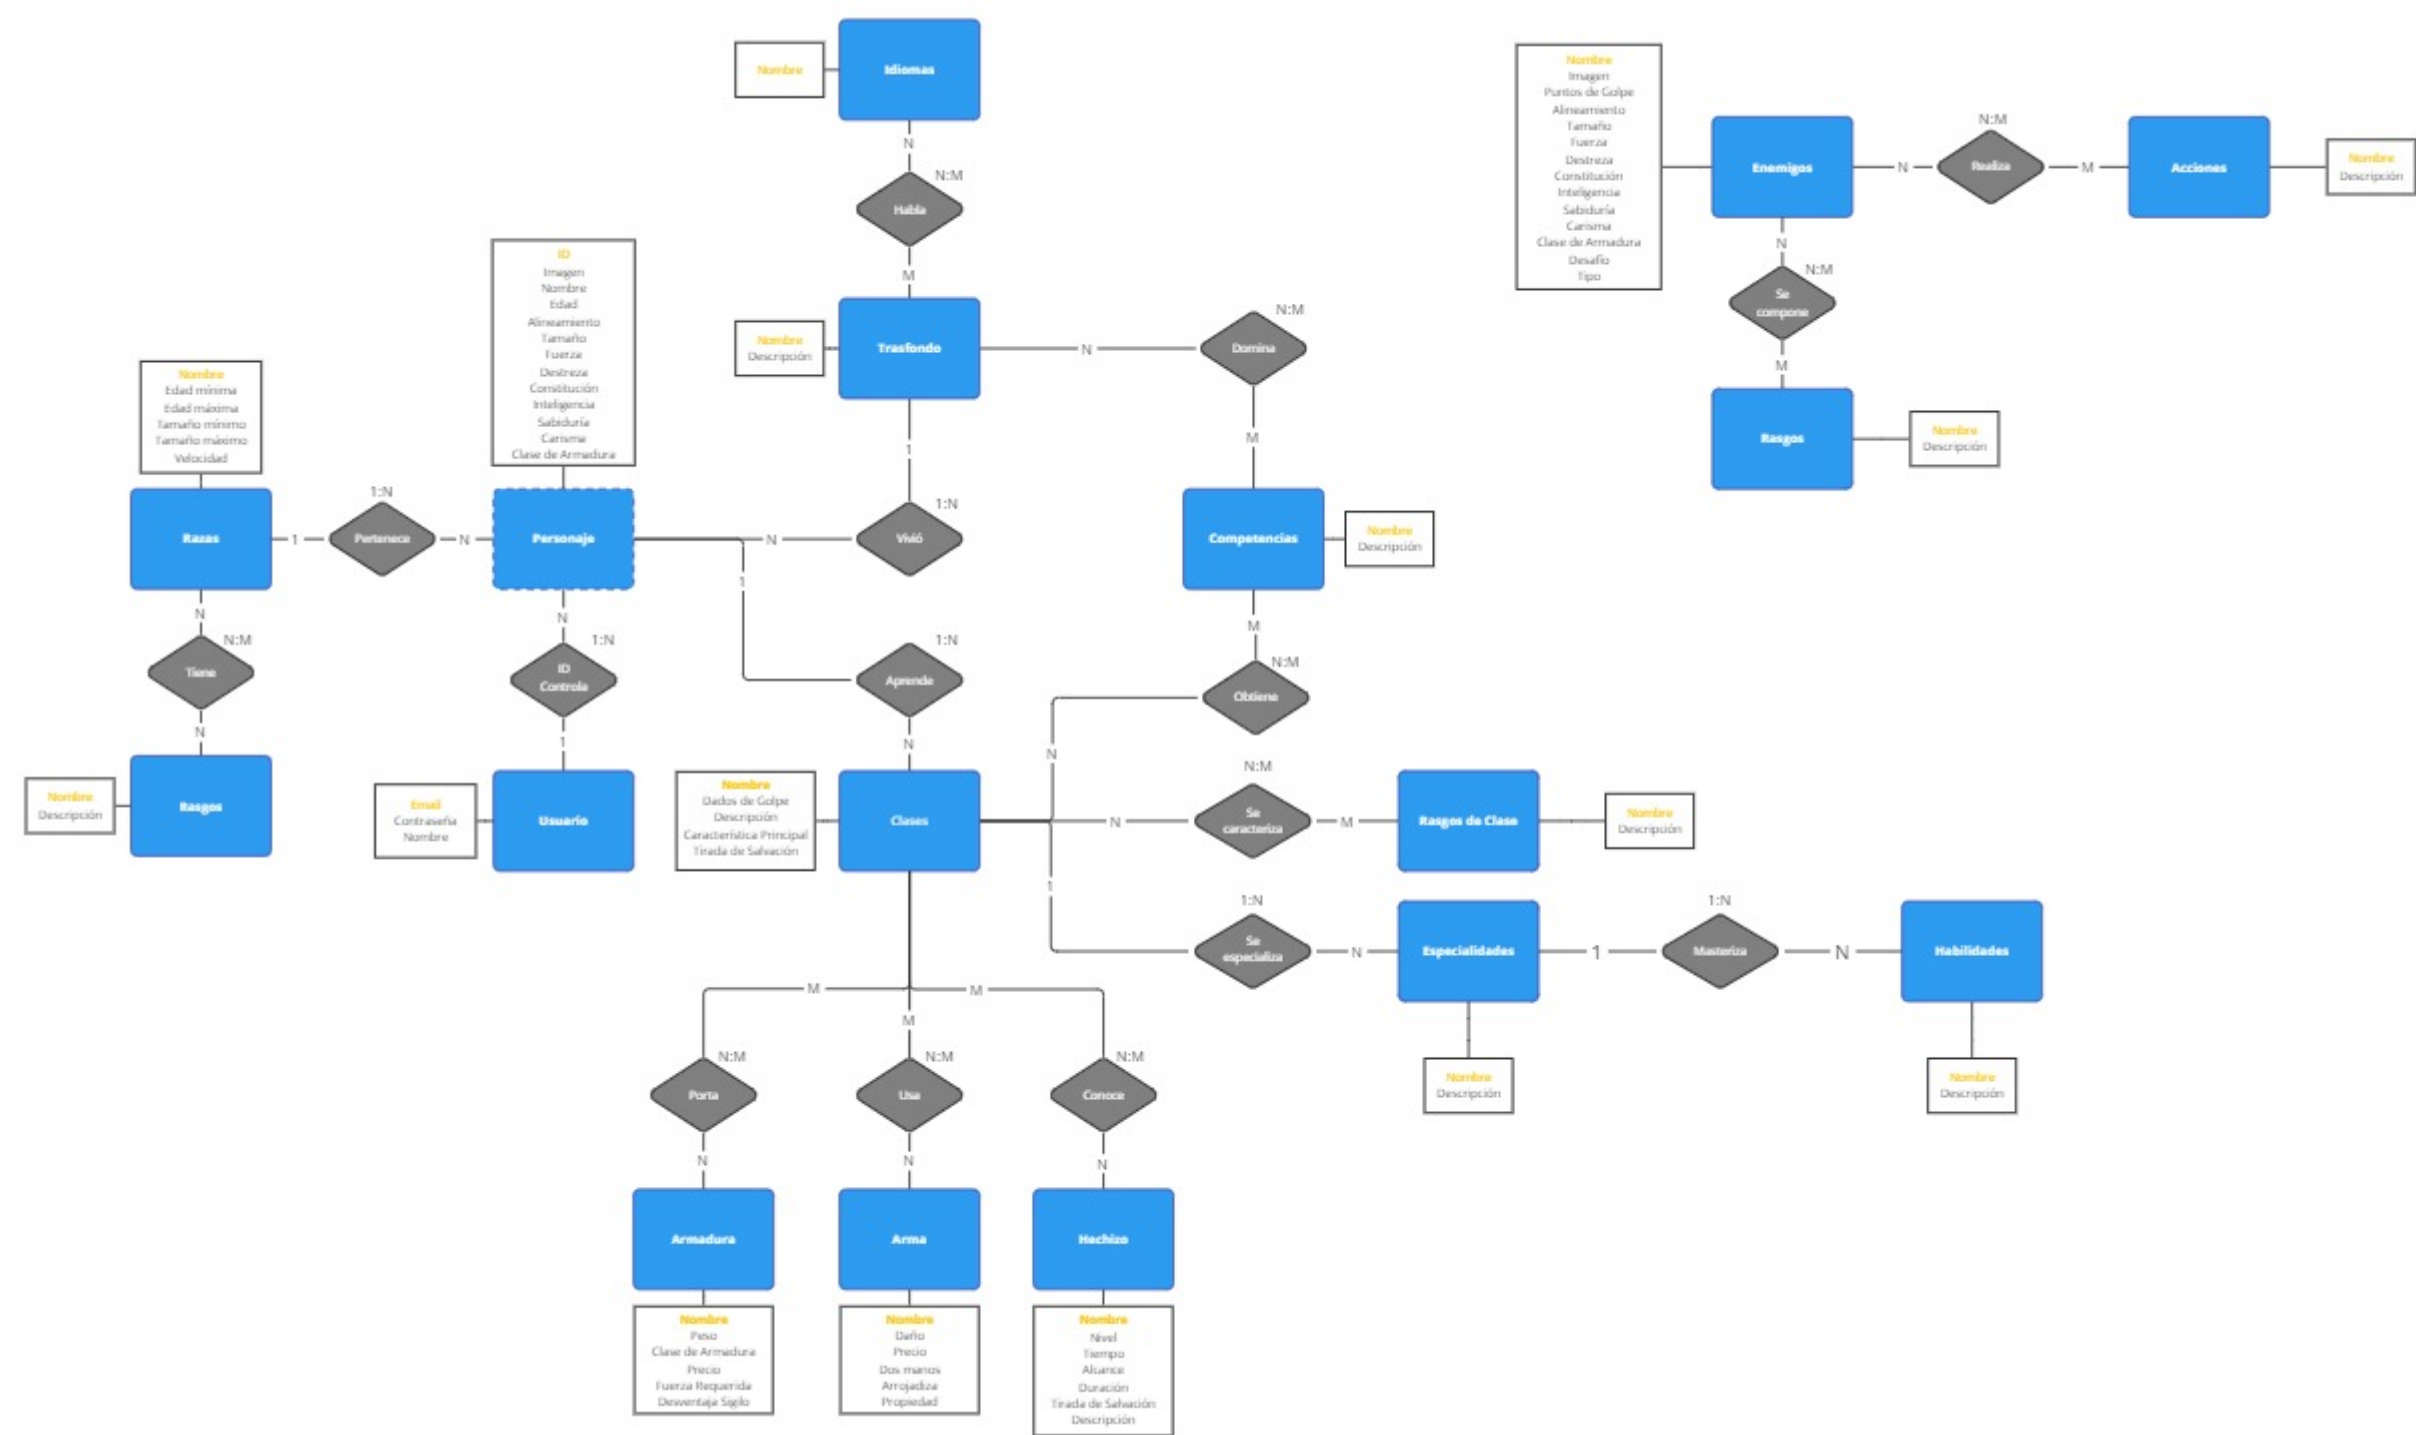 Idiomas
Nombre
N
N:M
Habla
M
Nombre
Imagen
Puntos de Golpe
Alineamiento
Tamaño
Fuerza
Destreza
Constitución
Inteligencia
Sabiduría
Carisma
Clase de Armadura
Desafío
Tipo
Enemigos
N
N:M
Realiza
M
Acciones
Nombre
Descripción
N
N:M
Se
compone
M
Rasgos
Nombre
Descripción
ID
Imagen
Nombre
Edad
Alineamiento
Tamaño
Fuerza
Destreza
Constitución
Inteligencia
Sabiduría
Carisma
Clase de Armadura
Nombre
Descripción
Trasfondo
N
N:M
Domina
M
1
Nombre
Edad mínima
Edad máxima
Tamaño mínimo
Tamaño máximo
Velocidad
Razas
1
1:N
Pertenece
N
Personaje
N
1:N
Vivió
1
Competencias
Nombre
Descripción
N
N:M
Tiene
N
Rasgos
Nombre
Descripción
N
1:N
ID
Controla
1
Usuario
Email
Contraseña
Nombre
1:N
Aprende
N
M
N:M
Obtiene
N
Nombre
Dados de Golpe
Descripción
Característica Principal
Tirada de Salvación
Clases
N
N:M
Se
caracteriza
M
Rasgos de Clase
Nombre
Descripción
1
1:N
Se
especializa
N
Especialidades
Nombre
Descripción
1
1:N
Masteriza
N
Habilidades
Nombre
Descripción
M
M
M
N:M
Porta
N
N:M
Usa
N
N:M
Conoce
N
Armadura
Nombre
Peso
Clase de Armadura
Precio
Fuerza Requerida
Desventaja Sigilo
Arma
Nombre
Daño
Precio
Dos manos
Arrojadiza
Propiedad
Hechizo
Nombre
Nivel
Tiempo
Alcance
Duración
Tirada de Salvación
Descripción